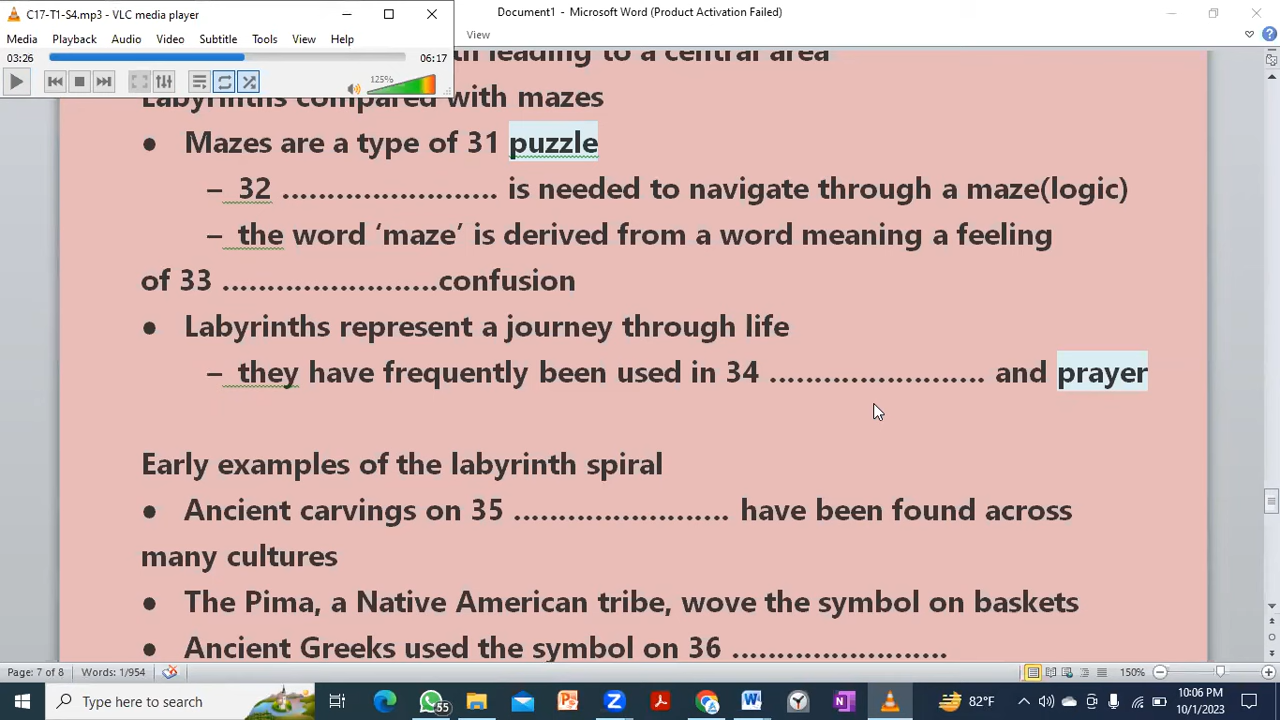 C17-T1-S4.mp3 - VLC media player
Document1 - Microsoft Word (Product Activation Failed)
Media Playback Audio Video Subtitle Tools View Help
View
03:26 06:17
125%
th leading to a central area
Labyrinths compared with mazes
● Mazes are a type of 31 puzzle
– 32 ........................ is needed to navigate through a maze(logic)
– the word ‘maze’ is derived from a word meaning a feeling
of 33 ........................confusion
● Labyrinths represent a journey through life
– they have frequently been used in 34 ........................ and prayer
Early examples of the labyrinth spiral
● Ancient carvings on 35 ........................ have been found across
many cultures
● The Pima, a Native American tribe, wove the symbol on baskets
● Ancient Greeks used the symbol on 36 ........................
Page: 7 of 8 Words: 1/954 150%
Type here to search 55 82°F 10:06 PM
10/1/2023